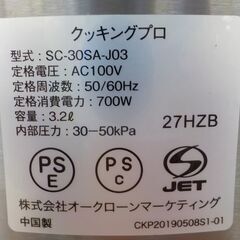 クッキングプロ
型式：SC-30SA-J03
定格電圧：AC100V
定格周波数：50/60Hz
定格消費電力：700W
容量：3.2ℓ
内部圧力：30-50kPa
27HZB
PS
E
PS
C
S
JET
株式会社オークローンマーケティング
中国製
CKP20190508S1-01